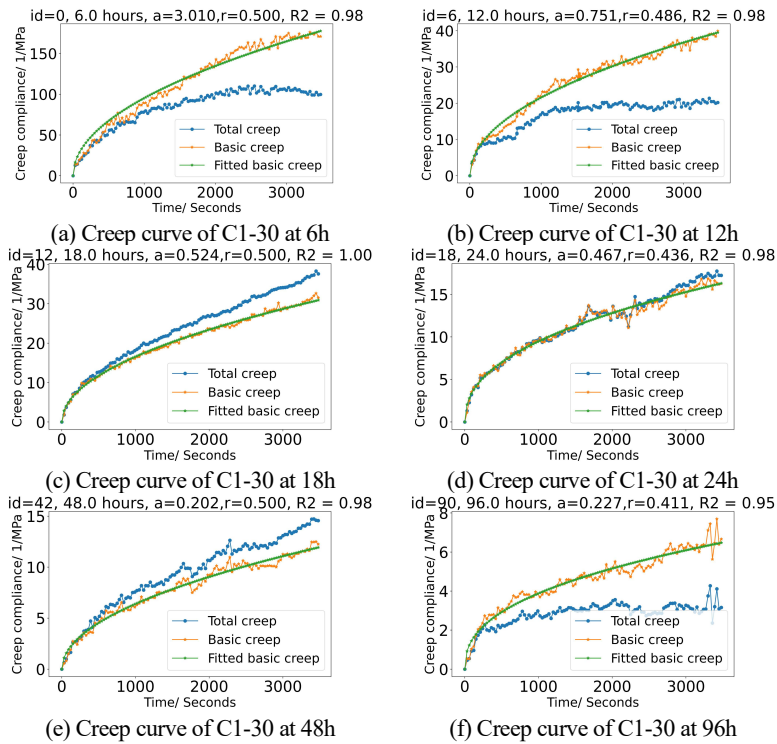 id=0, 6.0 hours, a=3.010,r=0.500, R2 = 0.98
Creep compliance/ 1/MPa
150
100
50
0
Total creep
Basic creep
Fitted basic creep
0 1000 2000 3000
Time/ Seconds
(a) Creep curve of C1-30 at 6h
id=6, 12.0 hours, a=0.751,r=0.486, R2 = 0.98
Creep compliance/ 1/MPa
40
30
20
10
0
Total creep
Basic creep
Fitted basic creep
0 1000 2000 3000
Time/ Seconds
(b) Creep curve of C1-30 at 12h
id=12, 18.0 hours, a=0.524,r=0.500, R2 = 1.00
Creep compliance/ 1/MPa
40
30
20
10
0
Total creep
Basic creep
Fitted basic creep
0 1000 2000 3000
Time/ Seconds
(c) Creep curve of C1-30 at 18h
id=18, 24.0 hours, a=0.467,r=0.436, R2 = 0.98
Creep compliance/ 1/MPa
15
10
5
0
Total creep
Basic creep
Fitted basic creep
0 1000 2000 3000
Time/ Seconds
(d) Creep curve of C1-30 at 24h
id=42, 48.0 hours, a=0.202,r=0.500, R2 = 0.98
Creep compliance/ 1/MPa
15
10
5
0
Total creep
Basic creep
Fitted basic creep
0 1000 2000 3000
Time/ Seconds
(e) Creep curve of C1-30 at 48h
id=90, 96.0 hours, a=0.227,r=0.411, R2 = 0.95
Creep compliance/ 1/MPa
8
6
4
2
0
Total creep
Basic creep
Fitted basic creep
0 1000 2000 3000
Time/ Seconds
(f) Creep curve of C1-30 at 96h